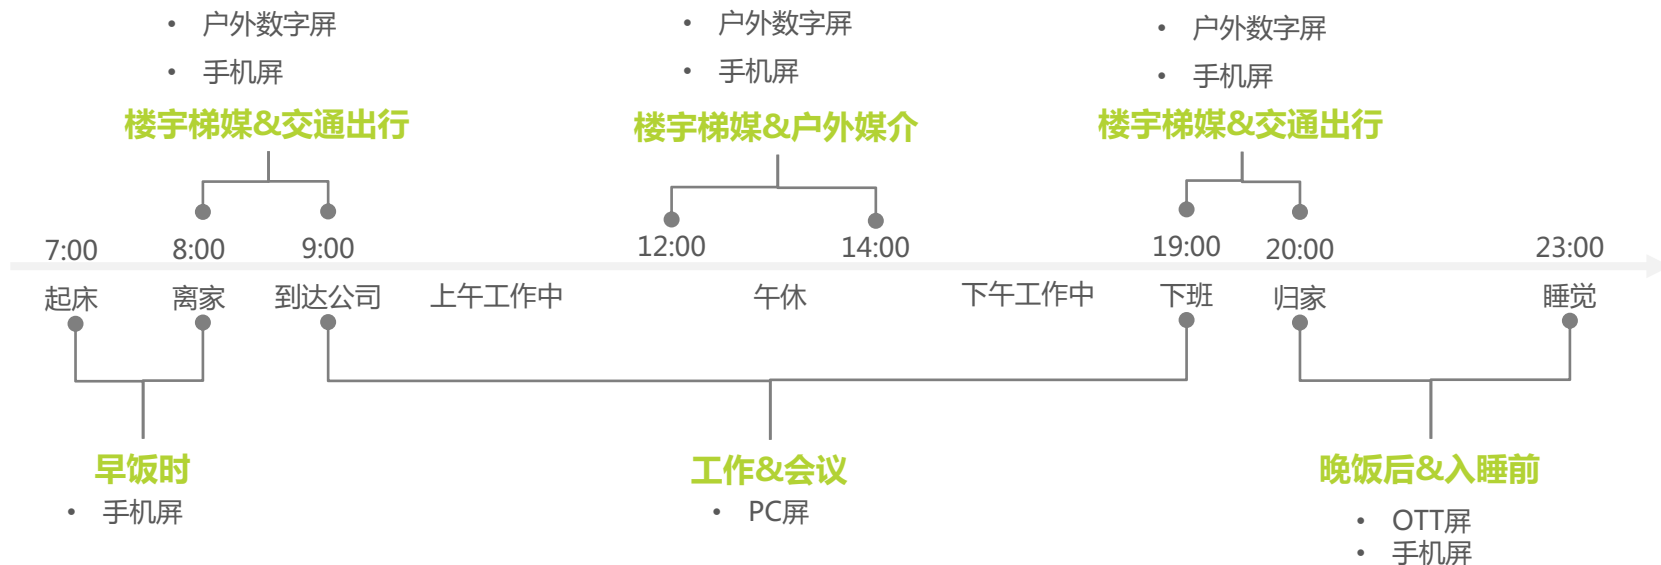 • 户外数字屏
• 手机屏
楼宇梯媒&交通出行
• 户外数字屏
• 手机屏
楼宇梯媒&户外媒介
• 户外数字屏
• 手机屏
楼宇梯媒&交通出行
7:00
8:00
9:00
12:00
14:00
19:00
20:00
23:00
起床
离家
到达公司
上午工作中
午休
下午工作中
下班
归家
睡觉
早饭时
• 手机屏
工作&会议
• PC屏
晚饭后&入睡前
• OTT屏
• 手机屏